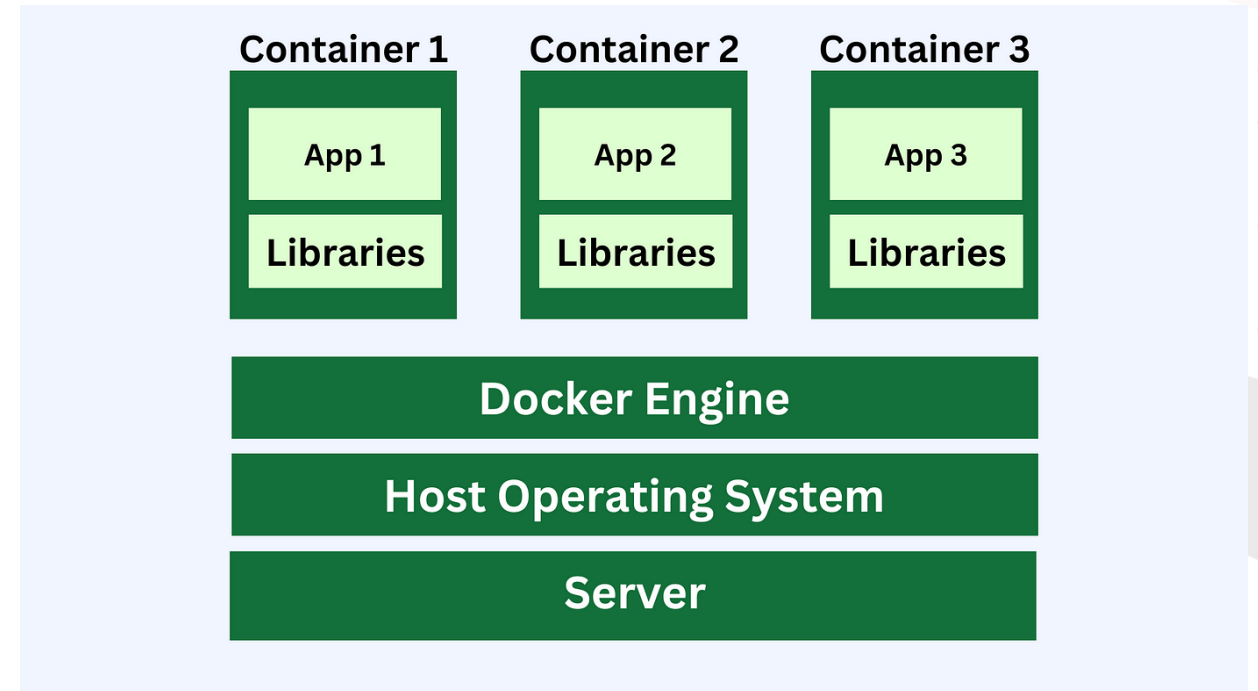 Container 1
Container 2
Container 3
App 1
App 2
App 3
Libraries
Libraries
Libraries
Docker Engine
Host Operating System
Server